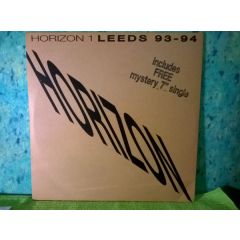 HORIZON 1 LEEDS 93-94
Includes
FREE
mystery 7" single
HORIZON